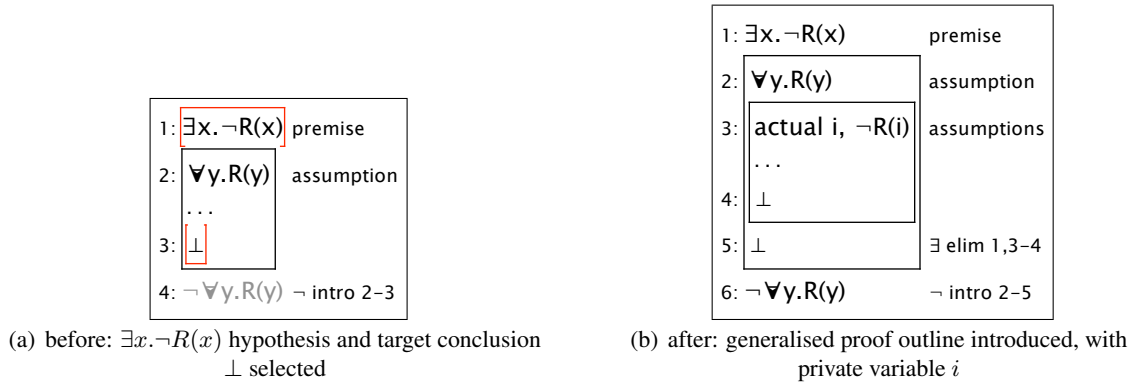 1: ∃x.¬R(x) premise
2: ∀y.R(y) assumption
...
3: ⊥
4: ¬∀y.R(y) ¬ intro 2–3
(a) before: ∃x.¬R(x) hypothesis and target conclusion
⊥ selected
1: ∃x.¬R(x) premise
2: ∀y.R(y) assumption
3: actual i, ¬R(i) assumptions
...
4: ⊥
5: ⊥ ∃ elim 1,3–4
6: ¬∀y.R(y) ¬ intro 2–5
(b) after: generalised proof outline introduced, with
private variable i